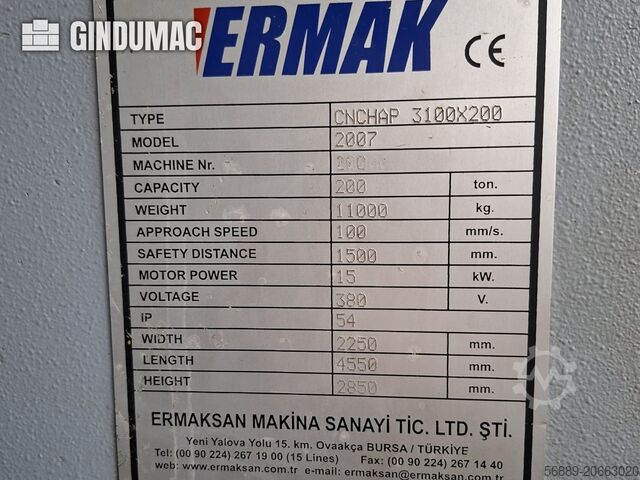 GINDUMAC
ERMAK CE
TYPE CNCHAP 3100X200
MODEL 2007
MACHINE Nr.
CAPACITY 200 ton.
WEIGHT 11000 kg.
APPROACH SPEED 100 mm/s.
SAFETY DISTANCE 1500 mm.
MOTOR POWER 15 kW.
VOLTAGE 380 V.
IP 54
WIDTH 2250 mm.
LENGTH 4550 mm.
HEIGHT 2850 mm.
ERMAKSAN MAKİNA SANAYİ TİC. LTD. ŞTİ.
Yeni Yalova Yolu 15. km. Ovaakça BURSA / TÜRKİYE
Tel: (00 90 224) 267 19 00 (15 Lines) Fax: (00 90 224) 267 14 40
web: www.ermaksan.com.tr e-mail: ermaksan@ermaksan.com.tr
56889-20663020